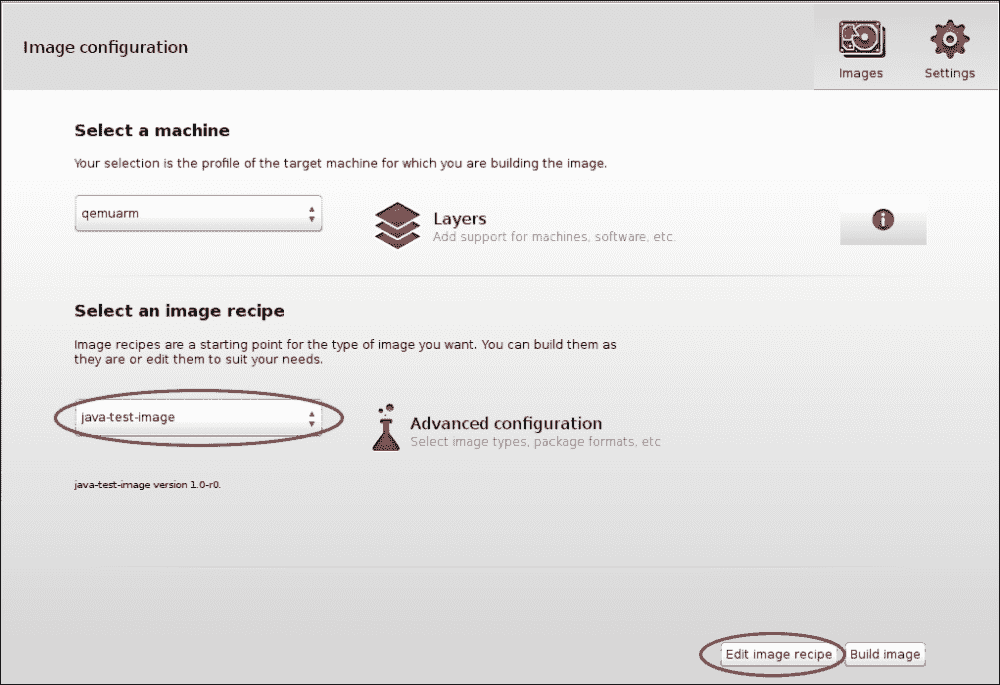 Image configuration
Images
Settings
Select a machine
Your selection is the profile of the target machine for which you are building the image.
qemuarm
Layers
Add support for machines, software, etc.
Select an image recipe
Image recipes are a starting point for the type of image you want. You can build them as
they are or edit them to suit your needs.
java-test-image
Advanced configuration
Select image types, package formats, etc
java-test-image version 1.0-r0.
Edit image recipe
Build image